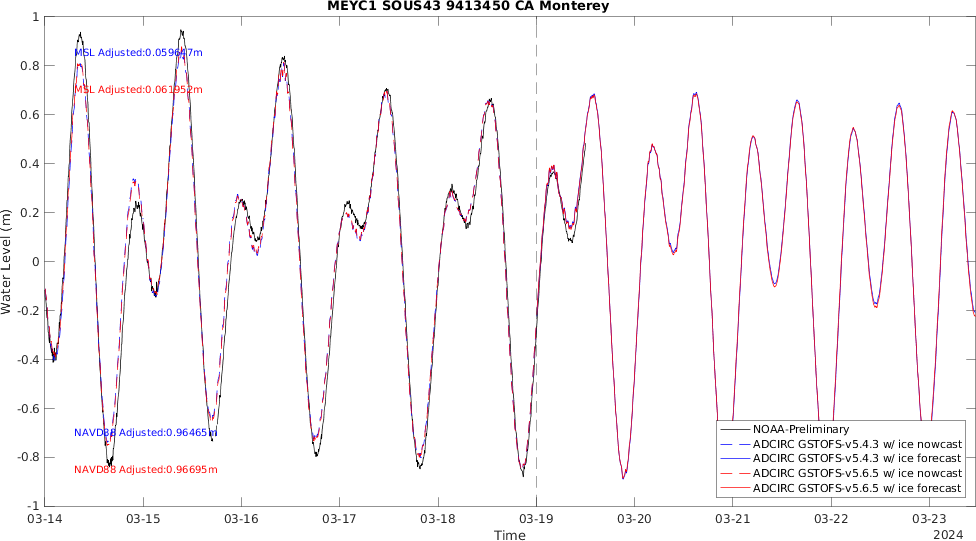 MEYC1 SOUS43 9413450 CA Monterey
1
0.8
0.6
0.4
0.2
0
-0.2
-0.4
-0.6
-0.8
-1
Water Level (m)
MSL Adjusted:0.059647m
MSL Adjusted:0.061952m
NAVD88 Adjusted:0.96465m
NAVD88 Adjusted:0.96695m
NOAA-Preliminary
ADCIRC GSTOFS-v5.4.3 w/ ice nowcast
ADCIRC GSTOFS-v5.4.3 w/ ice forecast
ADCIRC GSTOFS-v5.6.5 w/ ice nowcast
ADCIRC GSTOFS-v5.6.5 w/ ice forecast
03-14 03-15 03-16 03-17 03-18 03-19 03-20 03-21 03-22 03-23
Time
2024